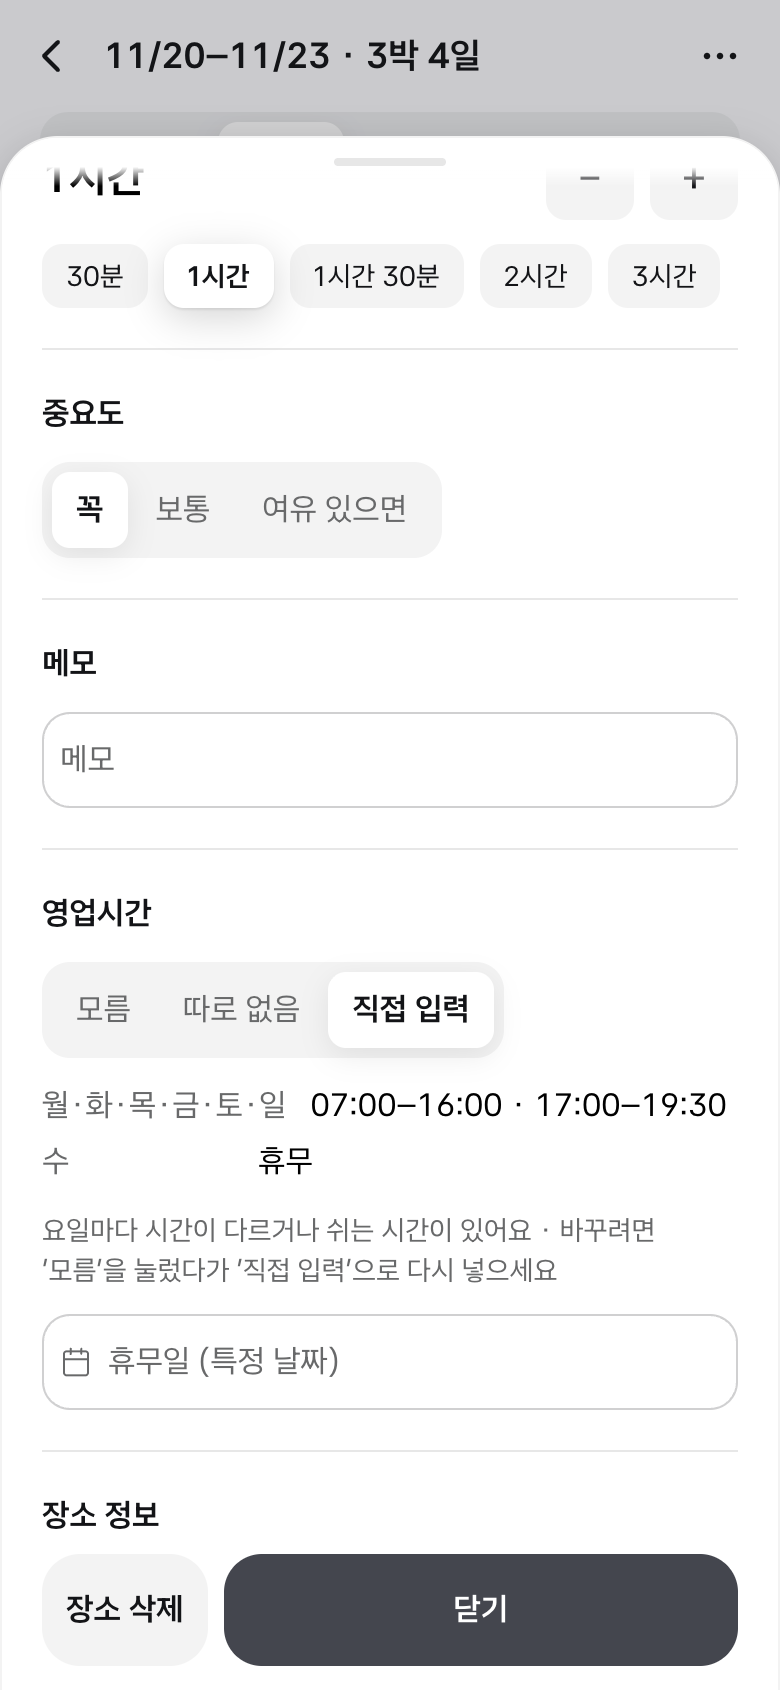 11/20–11/23 · 3박 4일
1시간
30분 1시간 1시간 30분 2시간 3시간
중요도
꼭 보통 여유 있으면
메모
메모
영업시간
모름 따로 없음 직접 입력
월·화·목·금·토·일 07:00–16:00 · 17:00–19:30
수 휴무
요일마다 시간이 다르거나 쉬는 시간이 있어요 · 바꾸려면
'모름'을 눌렀다가 '직접 입력'으로 다시 넣으세요
휴무일 (특정 날짜)
장소 정보
장소 삭제 닫기